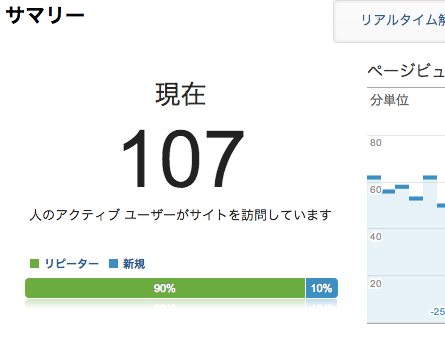 サマリー
リアルタイム解
ページビュ
分単位
現在
107
人のアクティブ ユーザーがサイトを訪問しています
リピーター 新規
90% 10%
80
60
40
20
-25